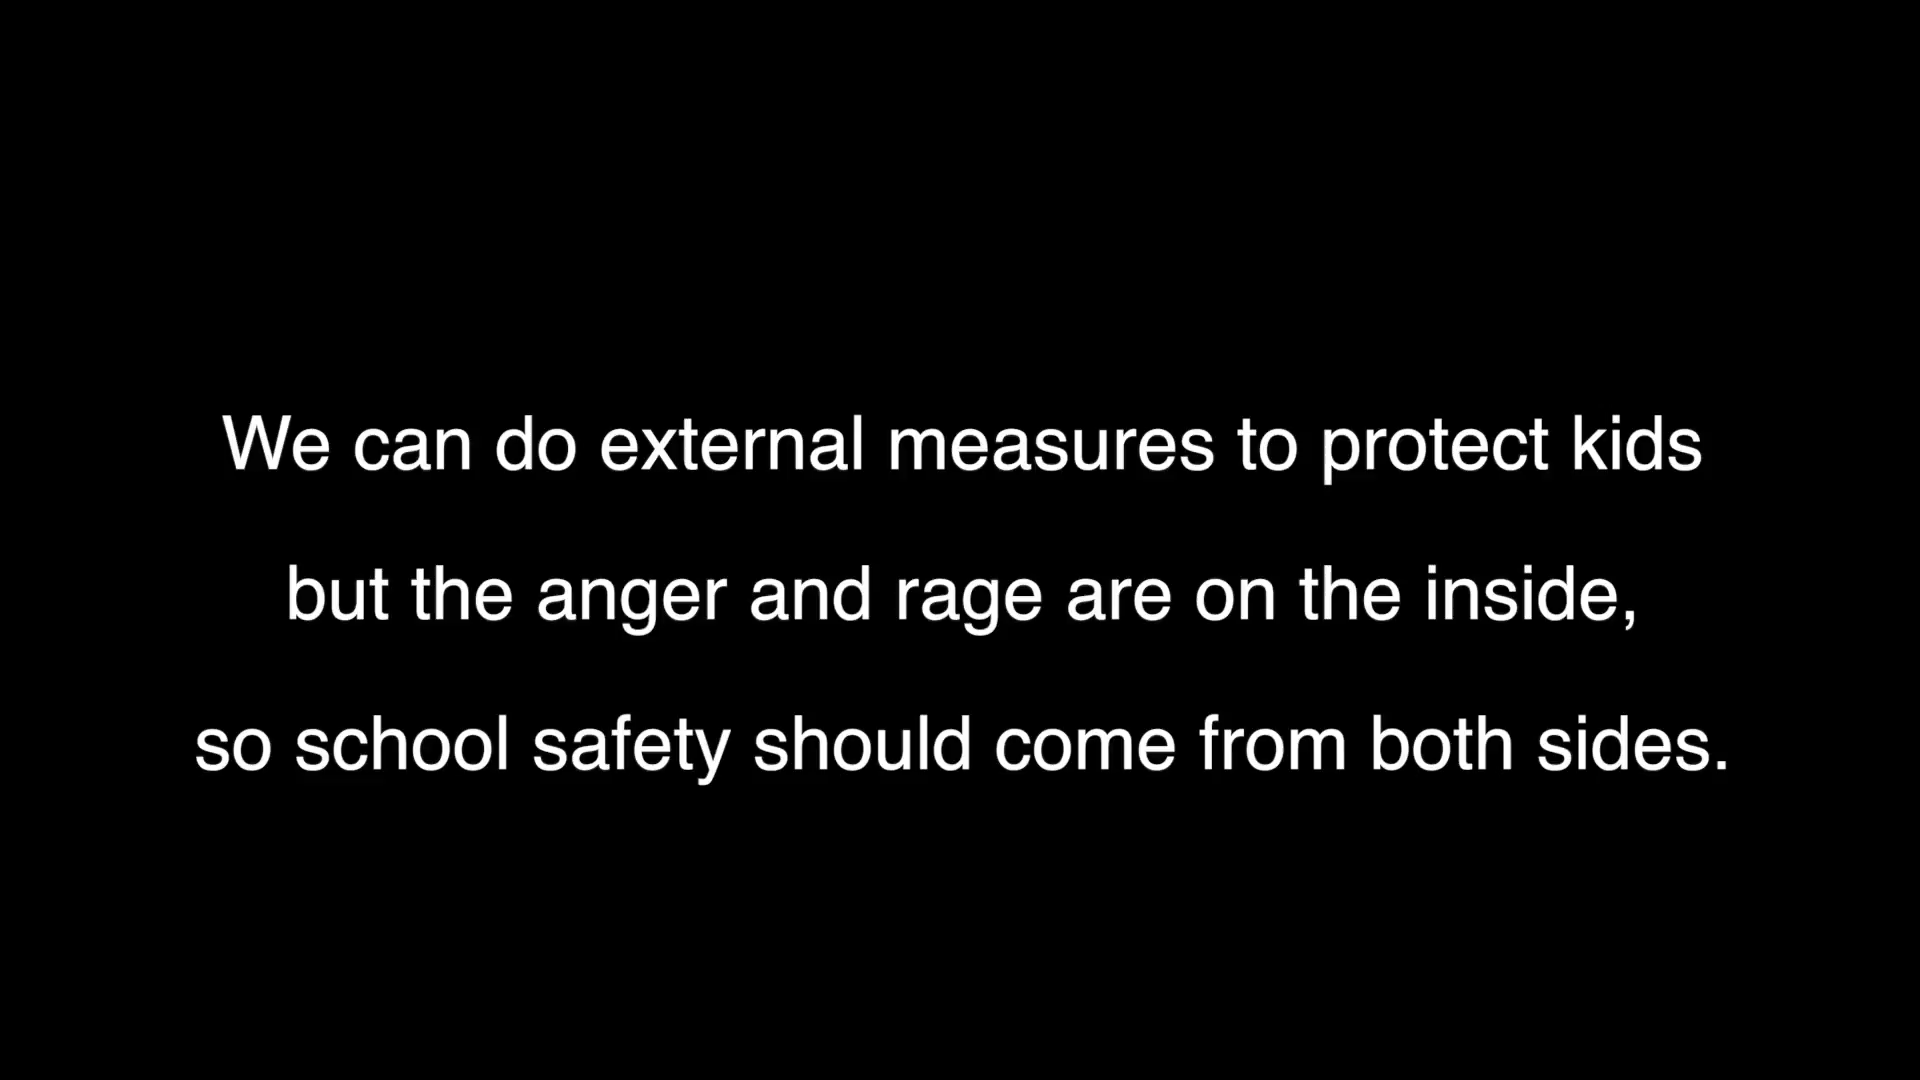 We can do external measures to protect kids
but the anger and rage are on the inside,
so school safety should come from both sides.